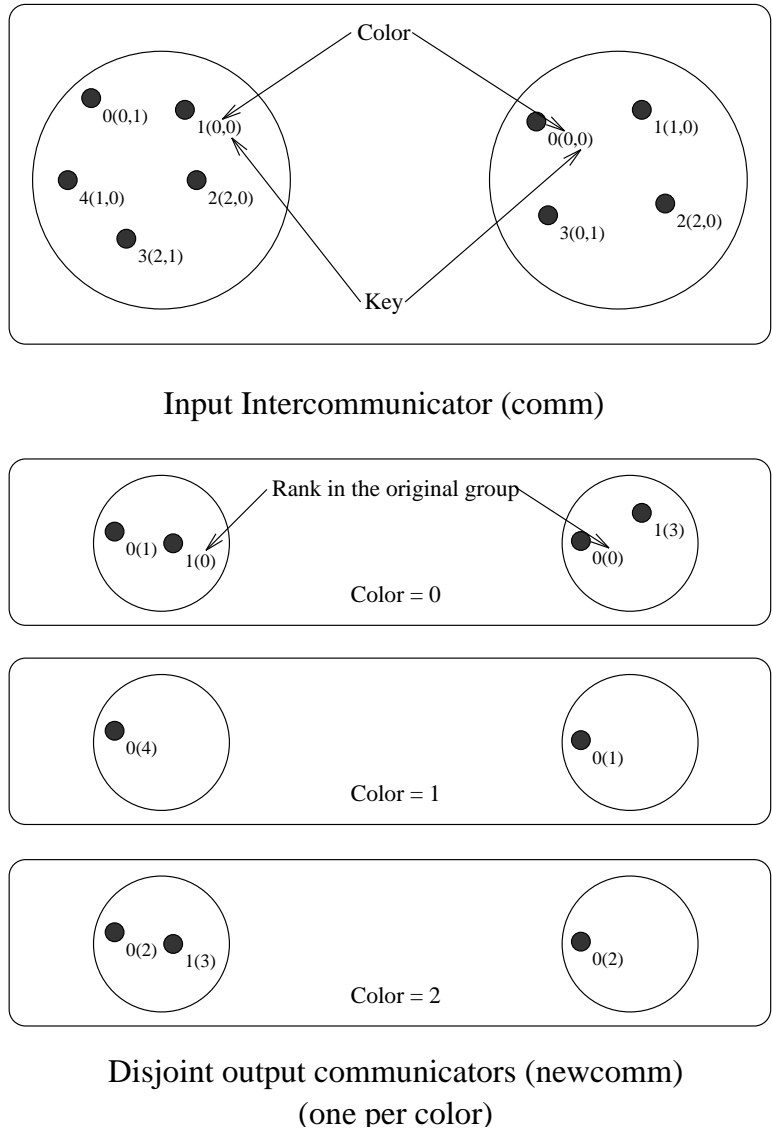 Color
0(0,1)
1(0,0)
0(0,0)
1(1,0)
4(1,0)
2(2,0)
3(0,1)
2(2,0)
3(2,1)
Key
Input Intercommunicator (comm)
Rank in the original group
0(1)
1(0)
0(0)
1(3)
Color = 0
0(4)
0(1)
Color = 1
0(2)
1(3)
0(2)
Color = 2
Disjoint output communicators (newcomm)
(one per color)